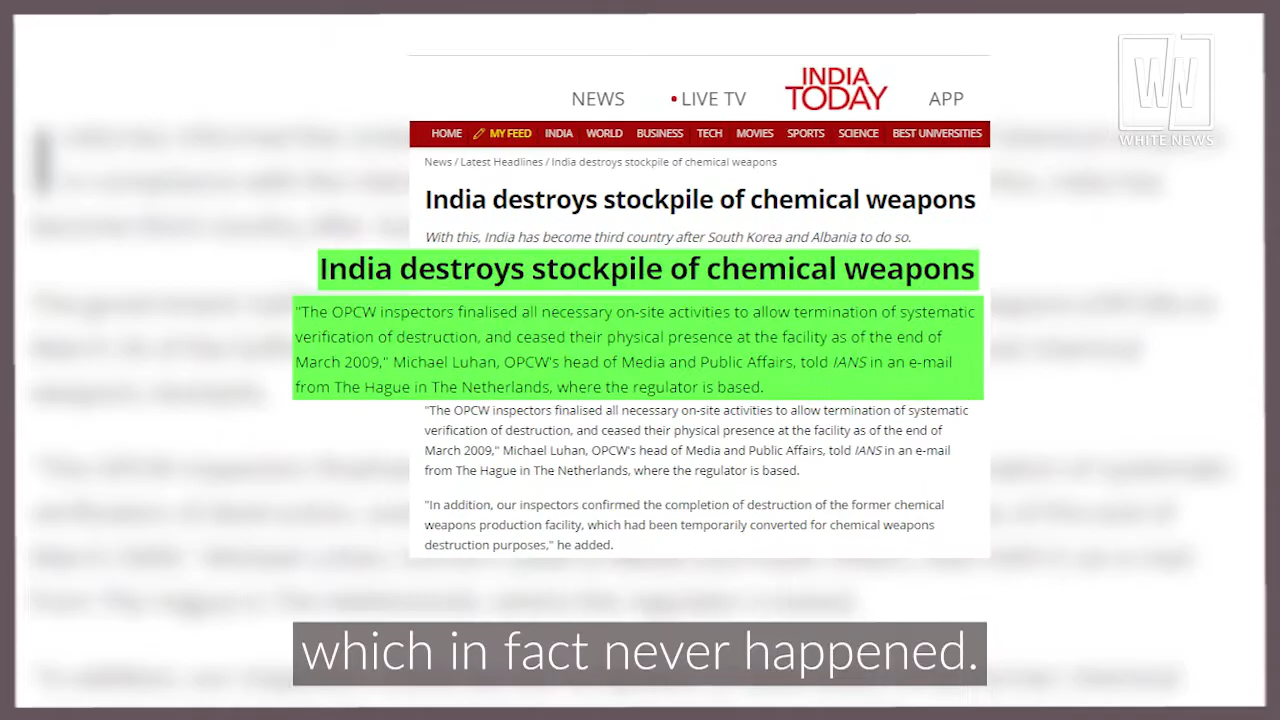 NEWS
• LIVE TV
INDIA
TODAY
APP
WN
WHITE NEWS
HOME MY FEED INDIA WORLD BUSINESS TECH MOVIES SPORTS SCIENCE BEST UNIVERSITIES
News / Latest Headlines / India destroys stockpile of chemical weapons
India destroys stockpile of chemical weapons
With this, India has become third country after South Korea and Albania to do so.
India destroys stockpile of chemical weapons
"The OPCW inspectors finalised all necessary on-site activities to allow termination of systematic
verification of destruction, and ceased their physical presence at the facility as of the end of
March 2009," Michael Luhan, OPCW's head of Media and Public Affairs, told IANS in an e-mail
from The Hague in The Netherlands, where the regulator is based.
"The OPCW inspectors finalised all necessary on-site activities to allow termination of systematic
verification of destruction, and ceased their physical presence at the facility as of the end of
March 2009," Michael Luhan, OPCW's head of Media and Public Affairs, told IANS in an e-mail
from The Hague in The Netherlands, where the regulator is based.
"In addition, our inspectors confirmed the completion of destruction of the former chemical
weapons production facility, which had been temporarily converted for chemical weapons
destruction purposes," he added.
which in fact never happened.